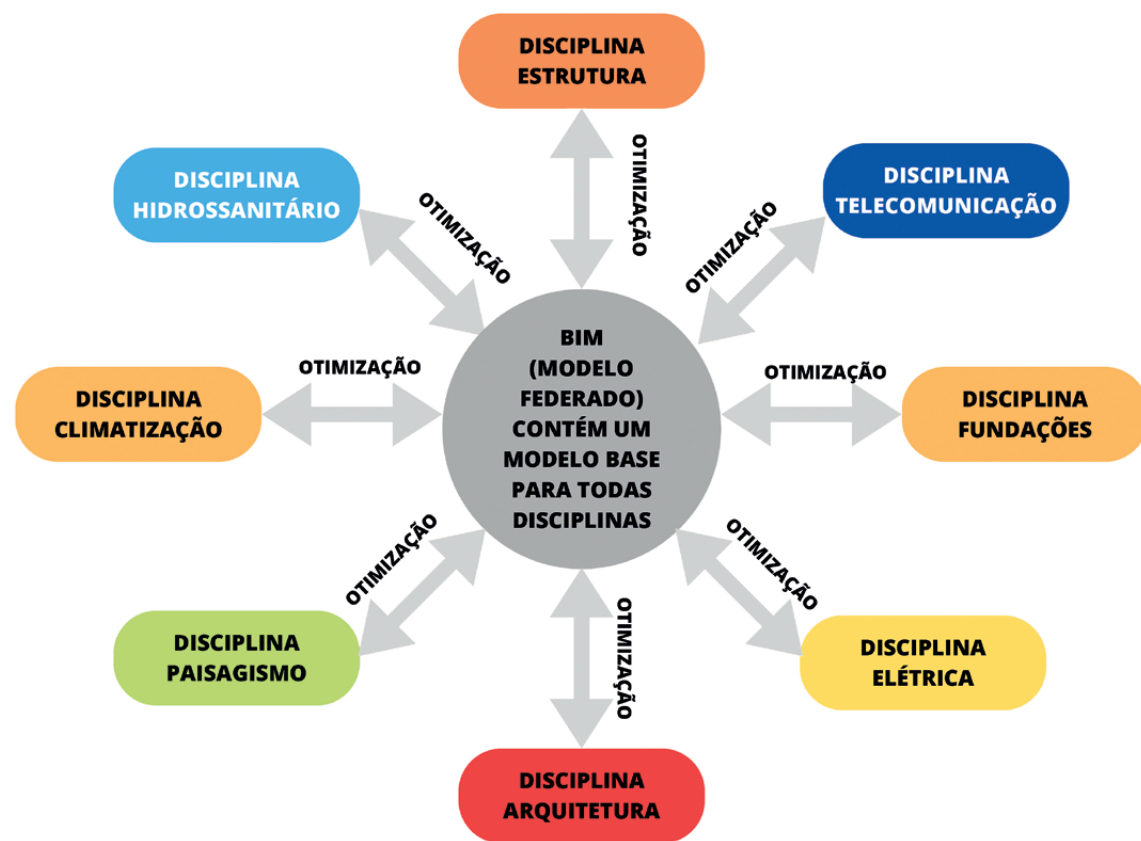 DISCIPLINA
ESTRUTURA
OTIMIZAÇÃO
DISCIPLINA
HIDROSSANITÁRIO
OTIMIZAÇÃO
DISCIPLINA
TELECOMUNICAÇÃO
OTIMIZAÇÃO
BIM
(MODELO
FEDERADO)
CONTÉM UM
MODELO BASE
PARA TODAS
DISCIPLINAS
OTIMIZAÇÃO
DISCIPLINA
CLIMATIZAÇÃO
OTIMIZAÇÃO
DISCIPLINA
FUNDAÇÕES
OTIMIZAÇÃO
DISCIPLINA
PAISAGISMO
OTIMIZAÇÃO
DISCIPLINA
ELÉTRICA
OTIMIZAÇÃO
DISCIPLINA
ARQUITETURA